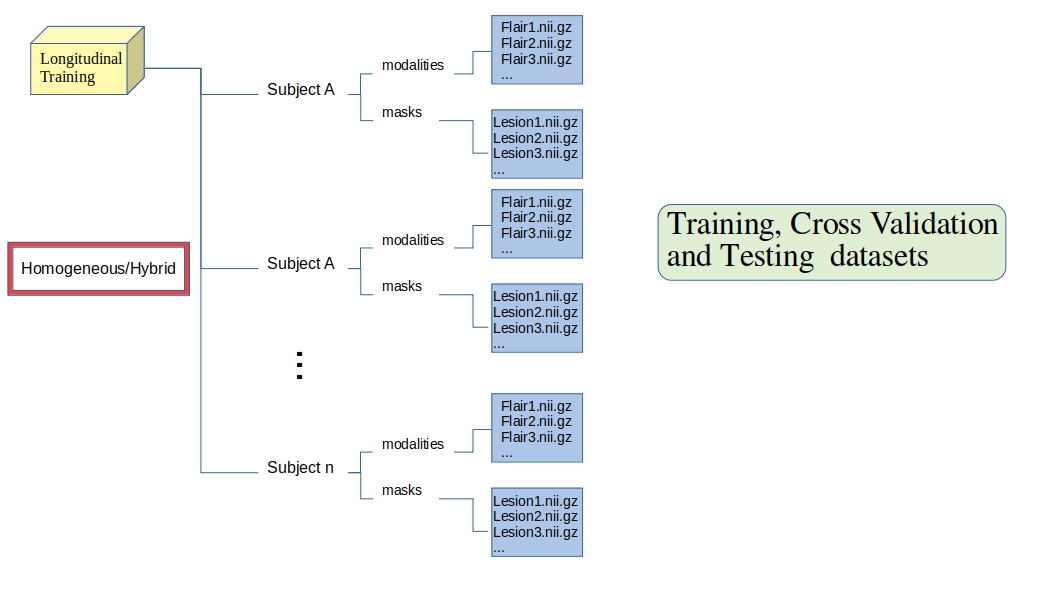 Longitudinal
Training
Subject A
modalities
Flair1.nii.gz
Flair2.nii.gz
Flair3.nii.gz
...
masks
Lesion1.nii.gz
Lesion2.nii.gz
Lesion3.nii.gz
...
Homogeneous/Hybrid
Subject A
modalities
Flair1.nii.gz
Flair2.nii.gz
Flair3.nii.gz
...
masks
Lesion1.nii.gz
Lesion2.nii.gz
Lesion3.nii.gz
...
...
Subject n
modalities
Flair1.nii.gz
Flair2.nii.gz
Flair3.nii.gz
...
masks
Lesion1.nii.gz
Lesion2.nii.gz
Lesion3.nii.gz
...
Training, Cross Validation
and Testing  datasets